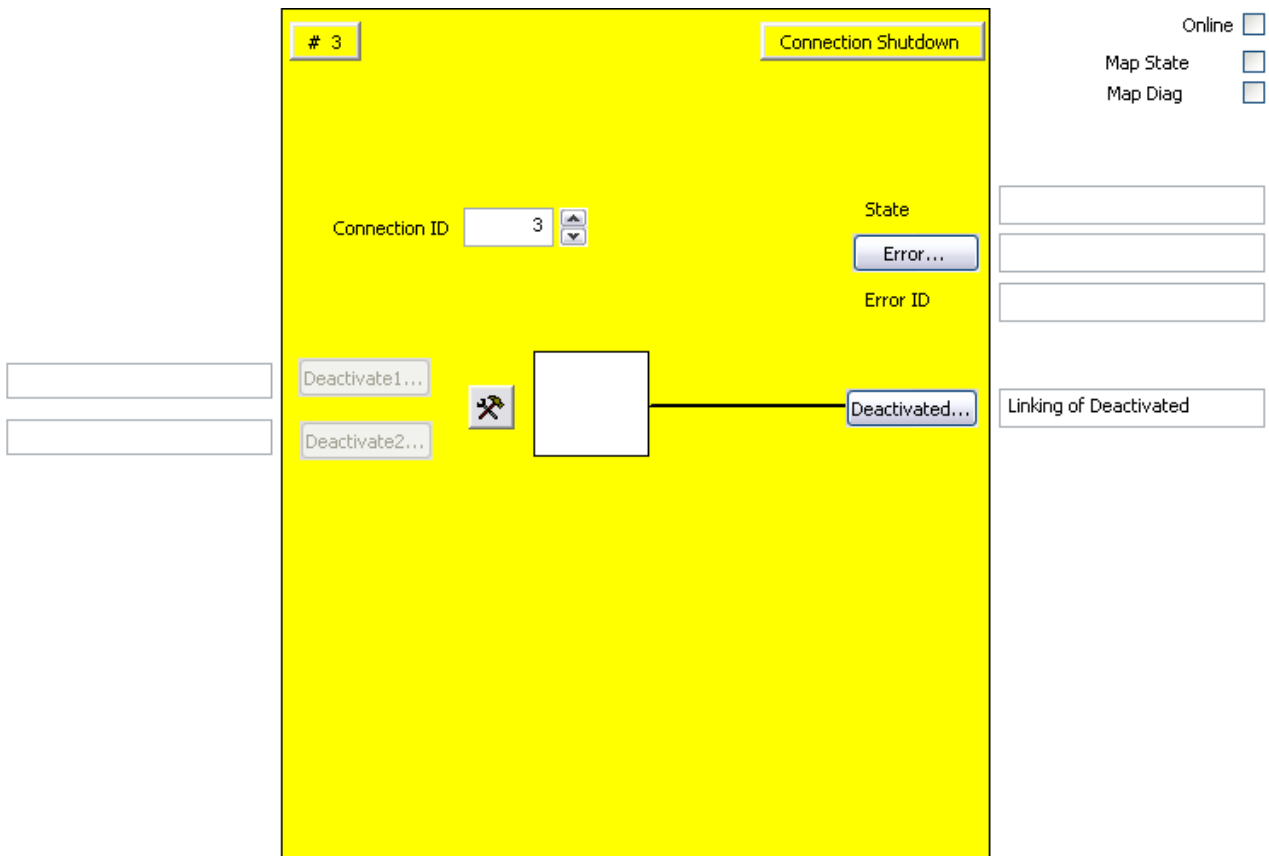 # 3
Connection Shutdown
Online
Map State
Map Diag
Connection ID
3
State
Error...
Error ID
Deactivate1...
Deactivate2...
Deactivated...
Linking of Deactivated